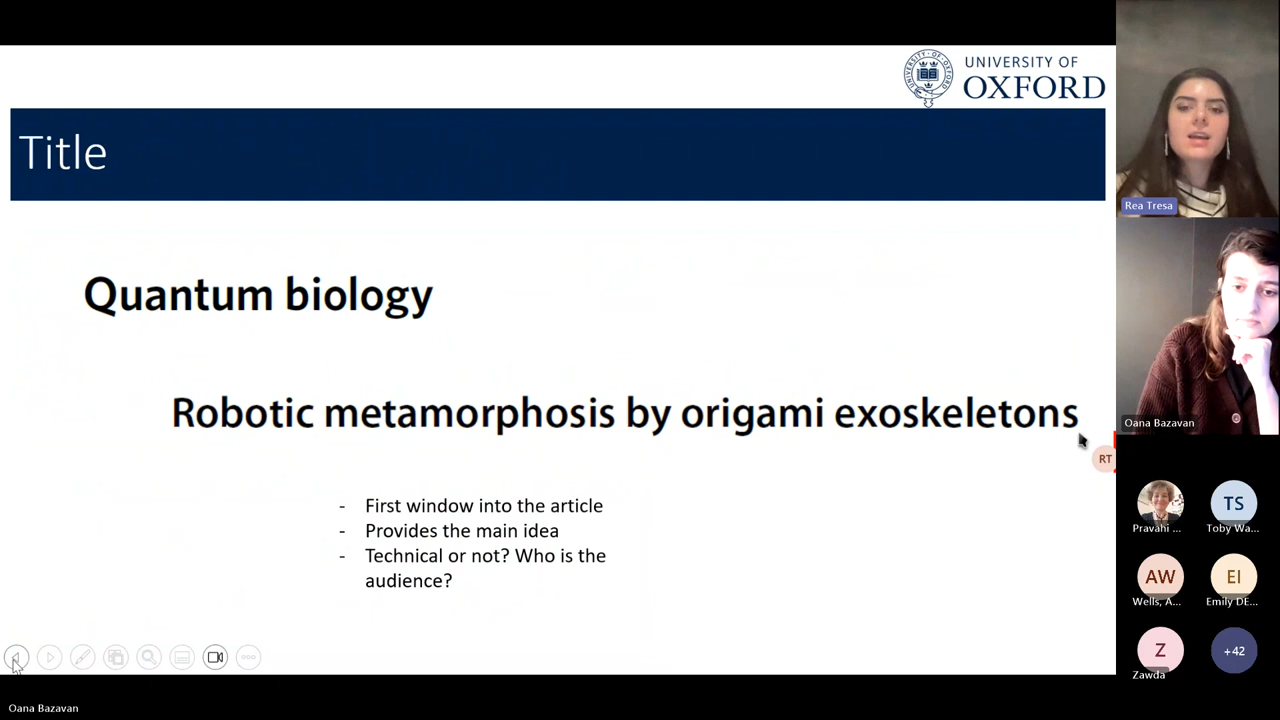 UNIVERSITY OF
OXFORD
Title
Quantum biology
Robotic metamorphosis by origami exoskeletons
- First window into the article
- Provides the main idea
- Technical or not? Who is the
audience?
Rea Tresa
Oana Bazavan
RT
TS
Pravahi ...
Toby Wa...
AW
EI
Wells, A...
Emily DE...
Z
+42
Zawda
Oana Bazavan